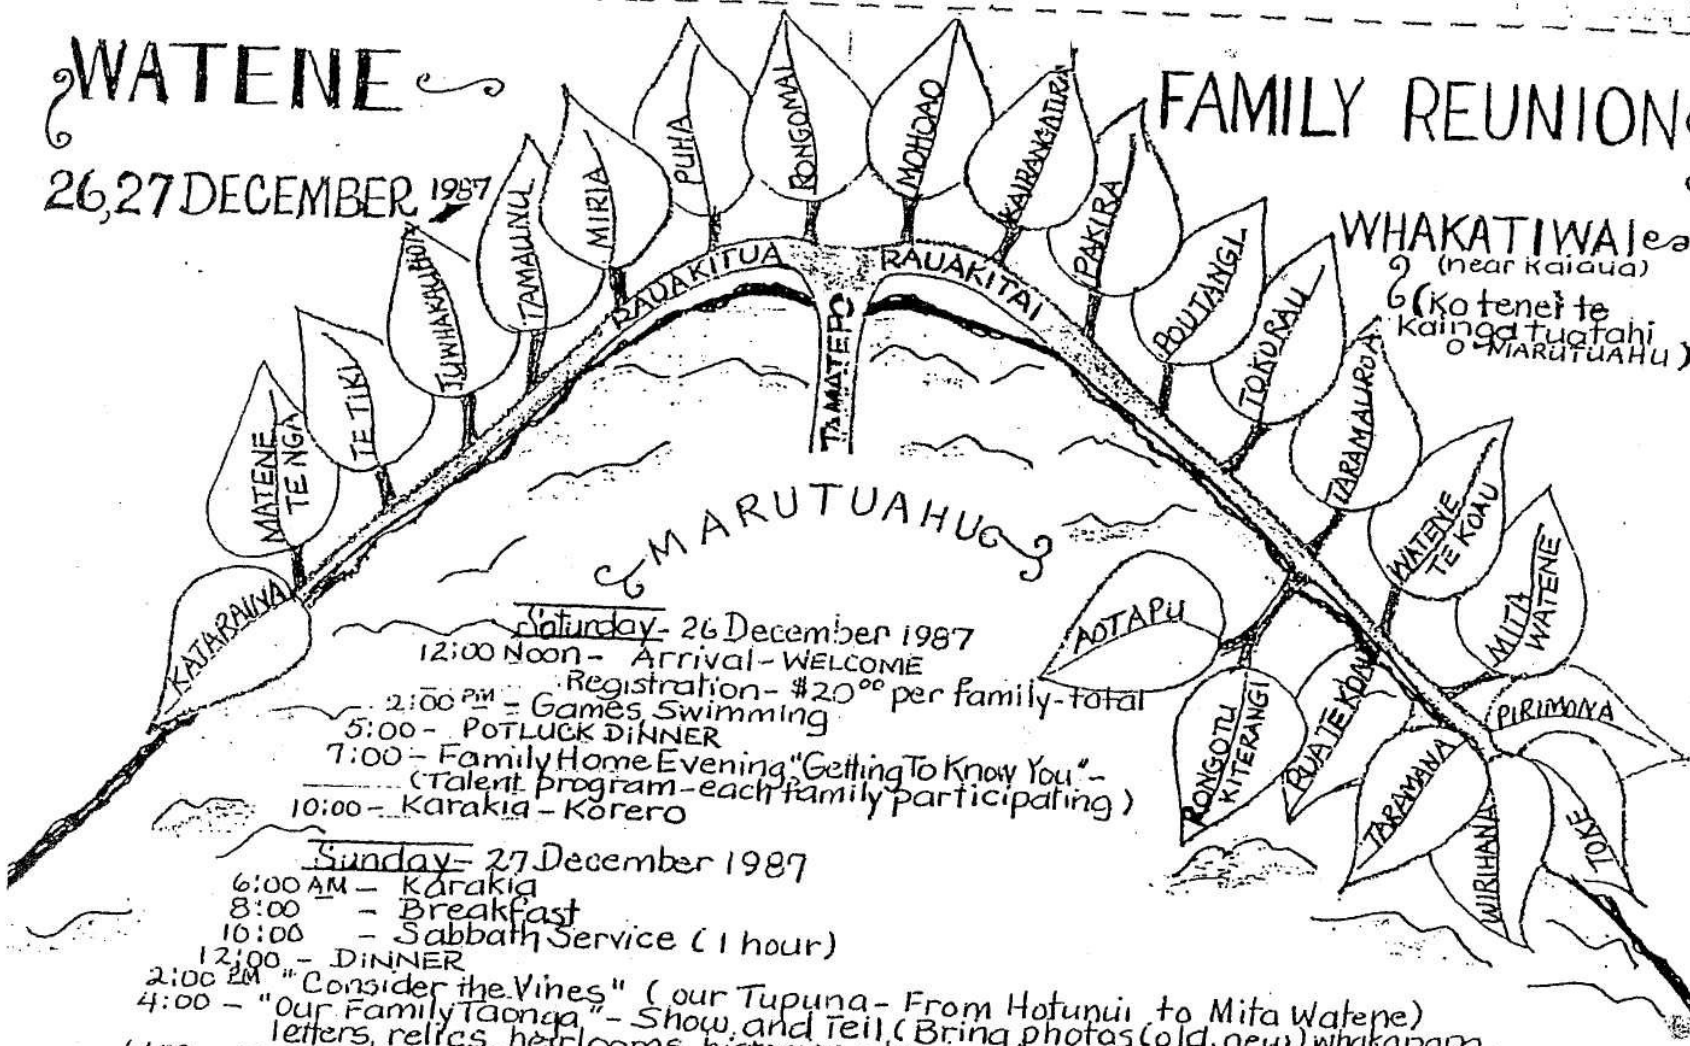 WATENE
FAMILY REUNION
26,27 DECEMBER 1987
WHAKATIWAI
(near Kaiaua)
(Ko tenei te
Kainga tuatahi
O MARUTUAHU)
KATARAINA
MATENE
TE NGA
TE TIKI
TAMAUNU
MIRIA
PUHA
RONGOMAI
MOHOAO
KAIRANGATIRA
PAKIRA
POUTANGI
TOKORAU
TARAMAUROA
WATENE
TE KOAU
MITA
WATENE
PIRIMONA
TOKE
WIRIHANA
TARAMANA
PUA TE KONU
RONGOTU
KITERANGI
AOTAPU
RAUAKITUA
RAUAKITAI
TAMATEPO
MARUTUAHU
Saturday - 26 December 1987
12:00 Noon - Arrival - WELCOME
Registration - $20⁰⁰ per family-total
2:00 PM - Games, Swimming
5:00 - POTLUCK DINNER
7:00 - Family Home Evening "Getting To Know You" -
(Talent program - each family participating)
10:00 - Karakia - Korero
Sunday - 27 December 1987
6:00 AM - Karakia
8:00 - Breakfast
10:00 - Sabbath Service (1 hour)
12:00 - DINNER
2:00 PM "Consider the Vines" (our Tupuna - From Hotunui to Mita Watene)
4:00 - "Our Family Taonga" - Show and Tell (Bring photos (old, new) whakapapa
letters, relics, heirlooms